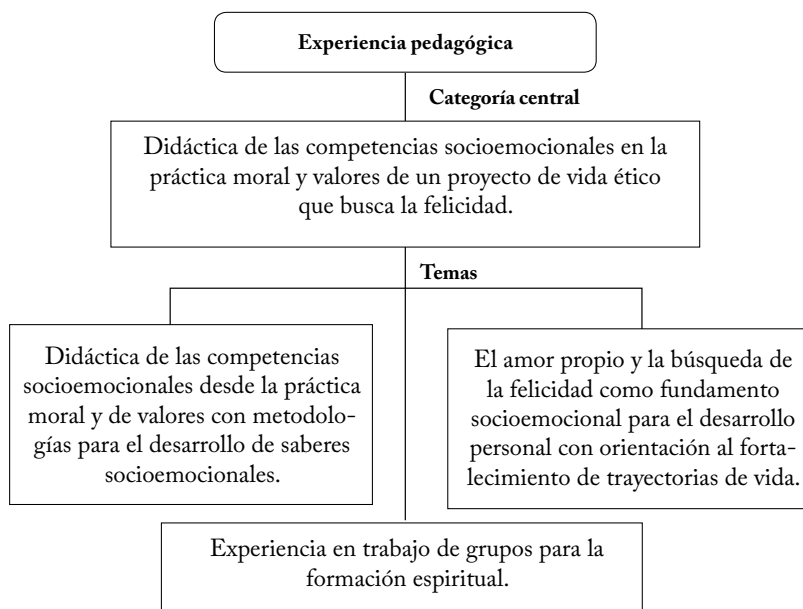 Experiencia pedagógica
Categoría central
Didáctica de las competencias socioemocionales en la
práctica moral y valores de un proyecto de vida ético
que busca la felicidad.
Temas
Didáctica de las competencias
socioemocionales desde la práctica
moral y de valores con metodolo-
gías para el desarrollo de saberes
socioemocionales.
El amor propio y la búsqueda de
la felicidad como fundamento
socioemocional para el desarrollo
personal con orientación al forta-
lecimiento de trayectorias de vida.
Experiencia en trabajo de grupos para la
formación espiritual.